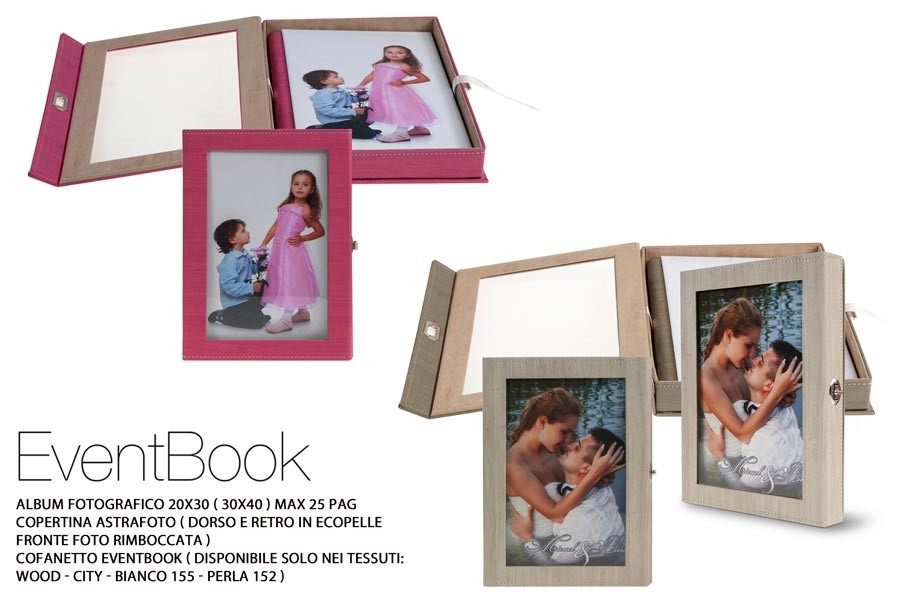 EventBook
ALBUM FOTOGRAFICO 20X30 ( 30X40 ) MAX 25 PAG
COPERTINA ASTRAFOTO ( DORSO E RETRO IN ECOPELLE
FRONTE FOTO RIMBOCCATA )
COFANETTO EVENTBOOK ( DISPONIBILE SOLO NEI TESSUTI:
WOOD - CITY - BIANCO 155 - PERLA 152 )